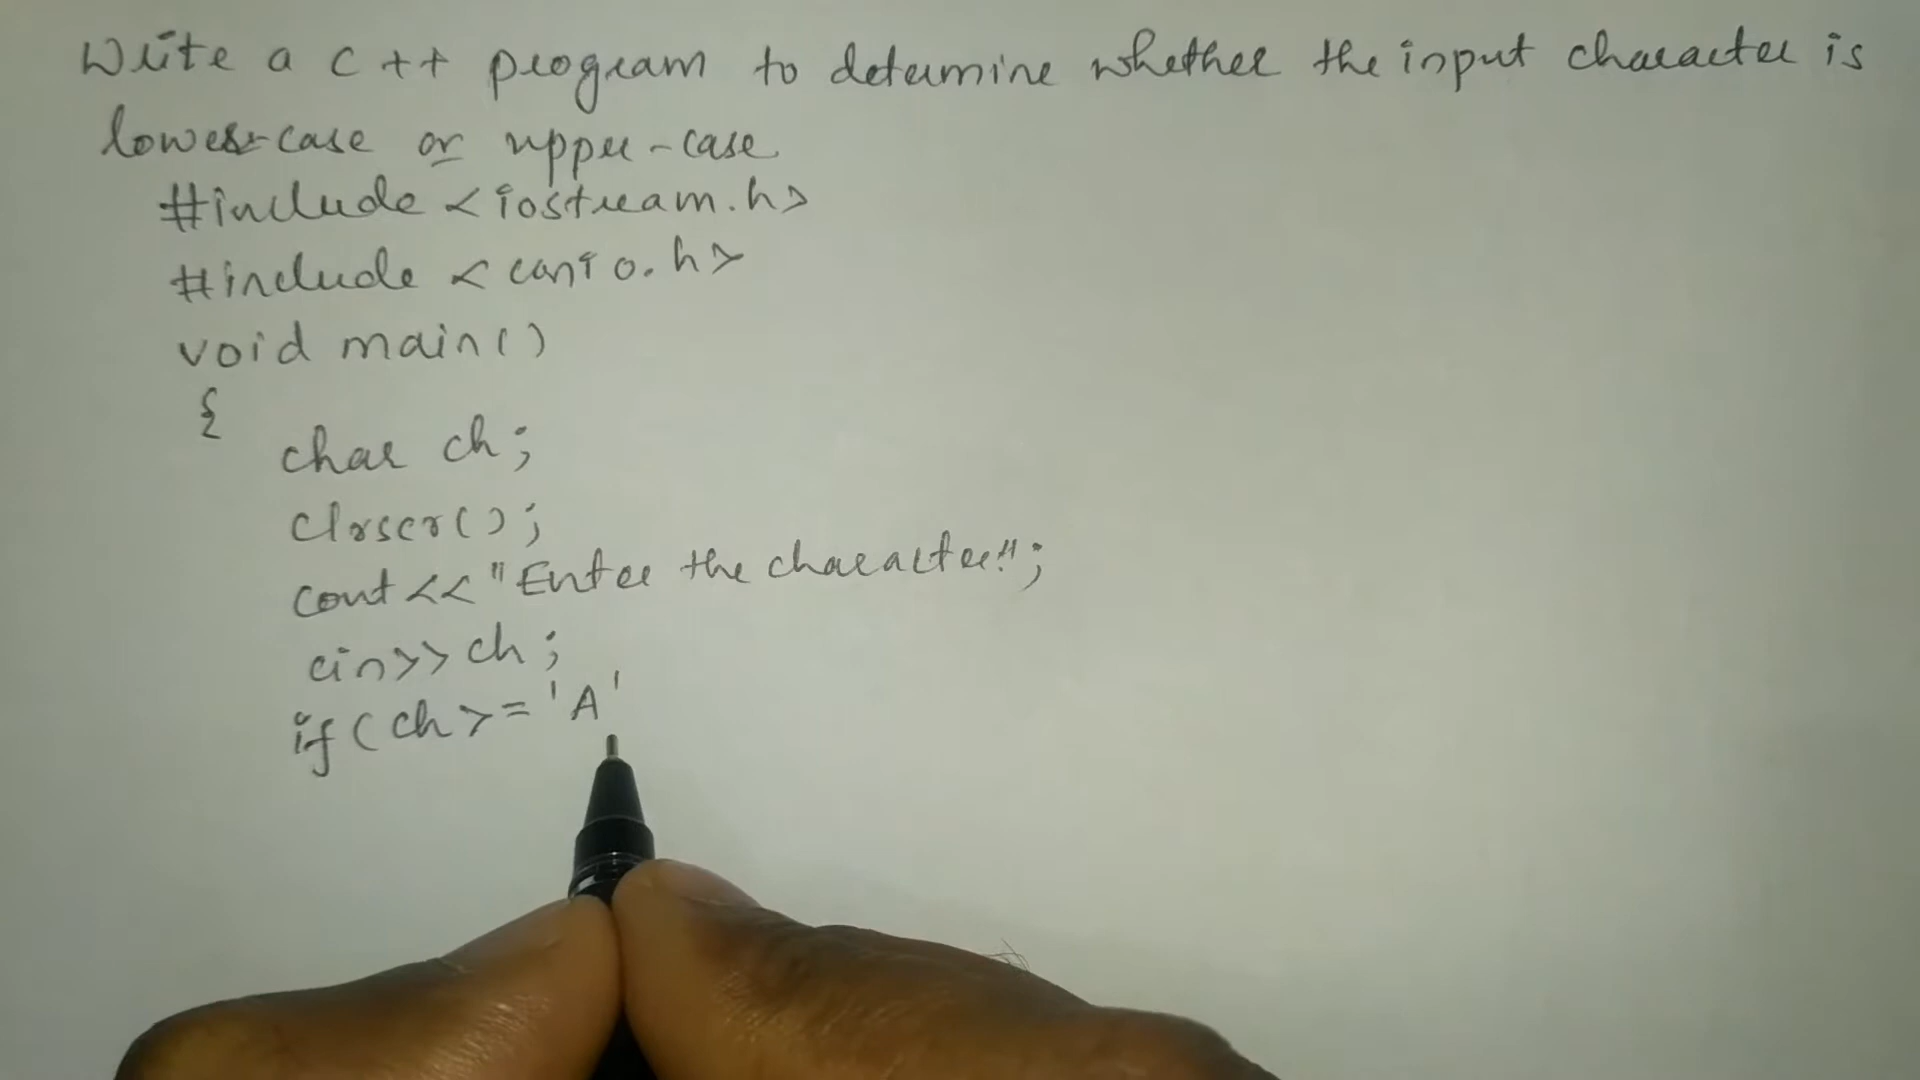 Write a C++ program to determine whether the input character is
lower-case or upper-case
#include <iostream.h>
#include <conio.h>
void main()
{
char ch;
clrscr();
cout<<"Enter the character:";
cin>>ch;
if(ch>='A'